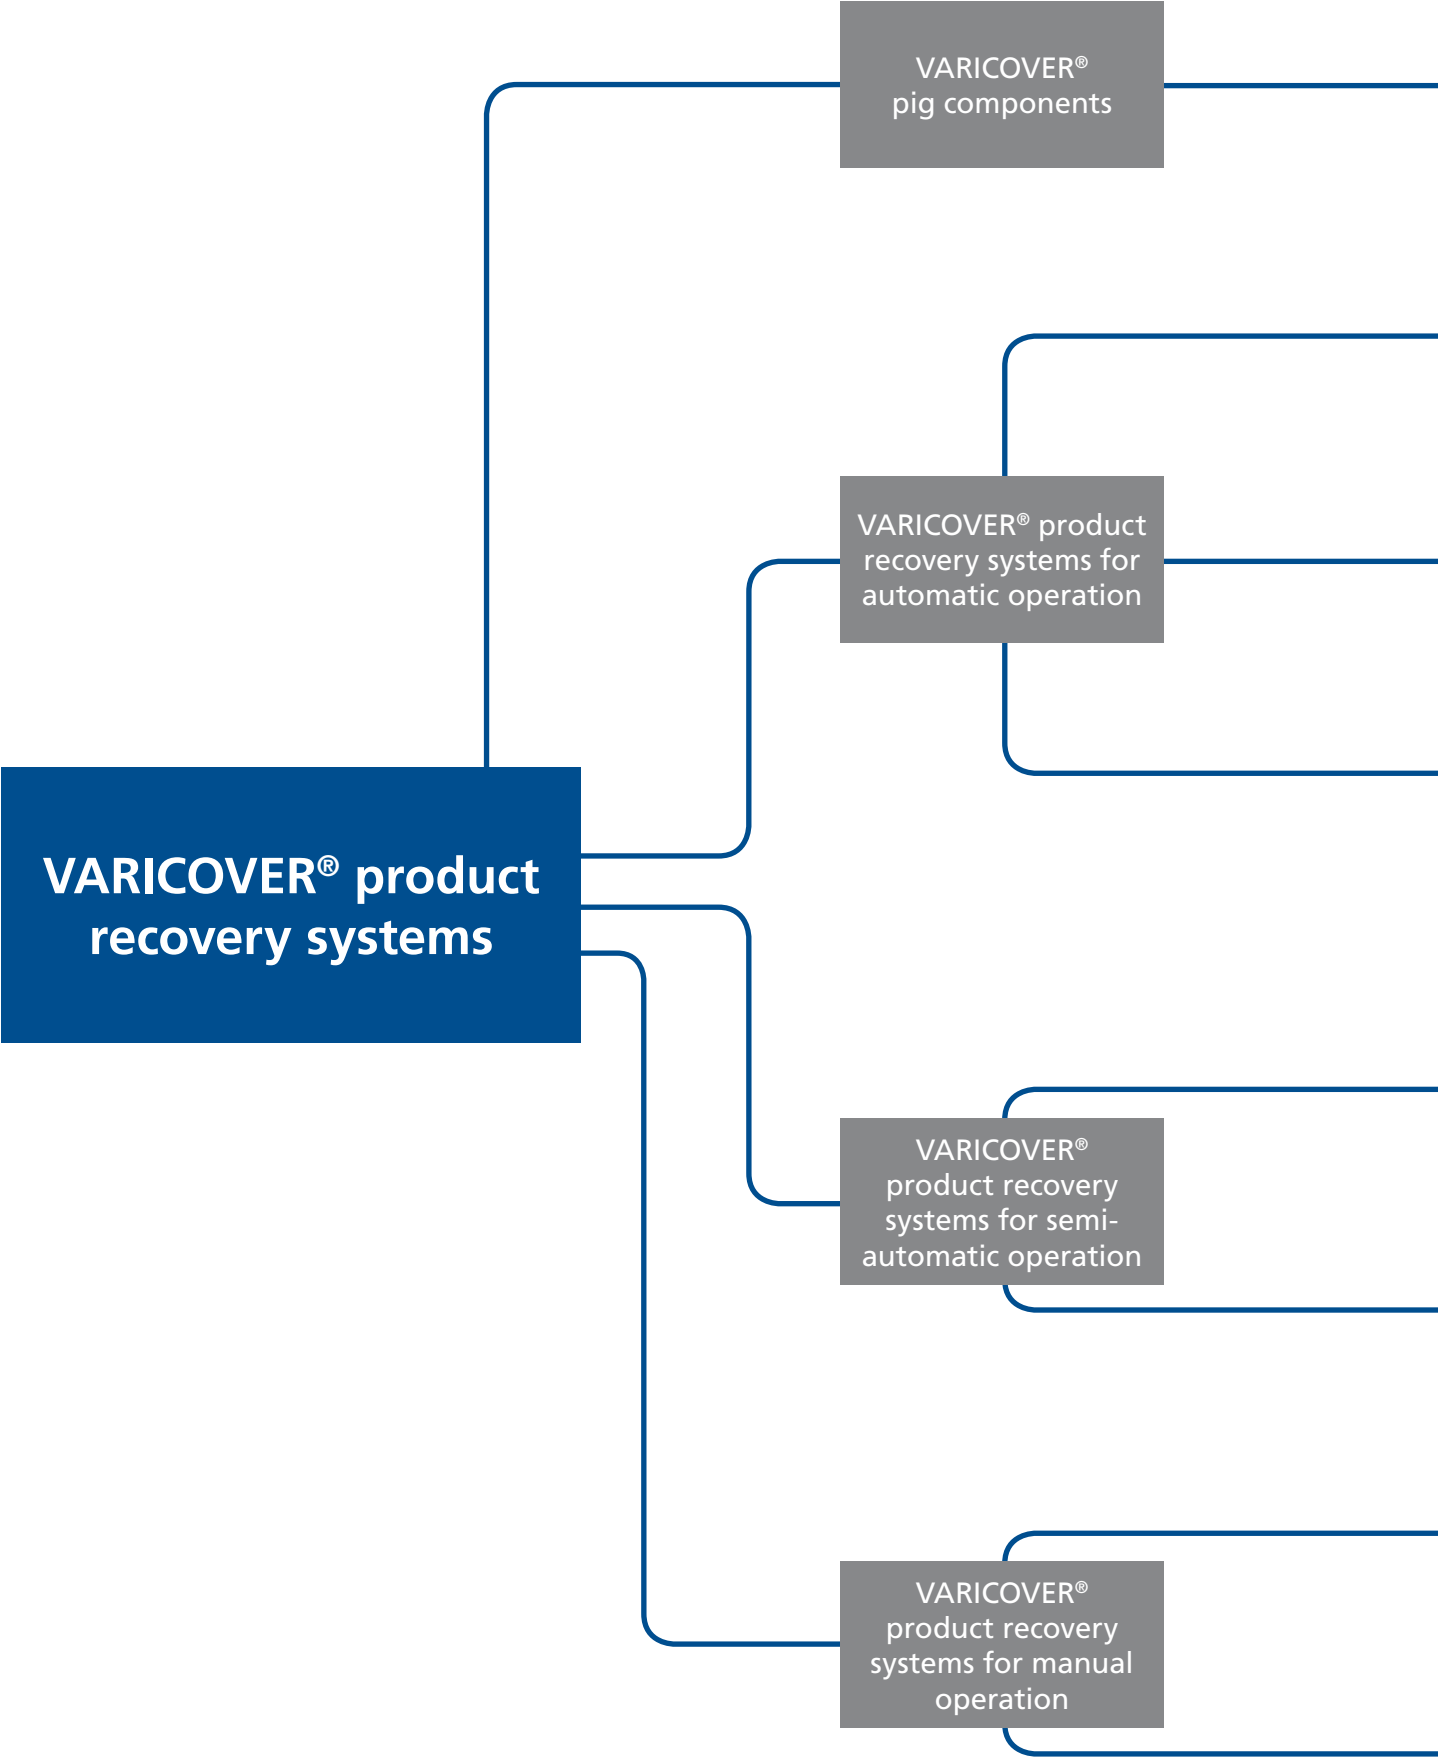 VARICOVER®
pig components
VARICOVER® product
recovery systems for
automatic operation
VARICOVER® product
recovery systems
VARICOVER®
product recovery
systems for semi-
automatic operation
VARICOVER®
product recovery
systems for manual
operation